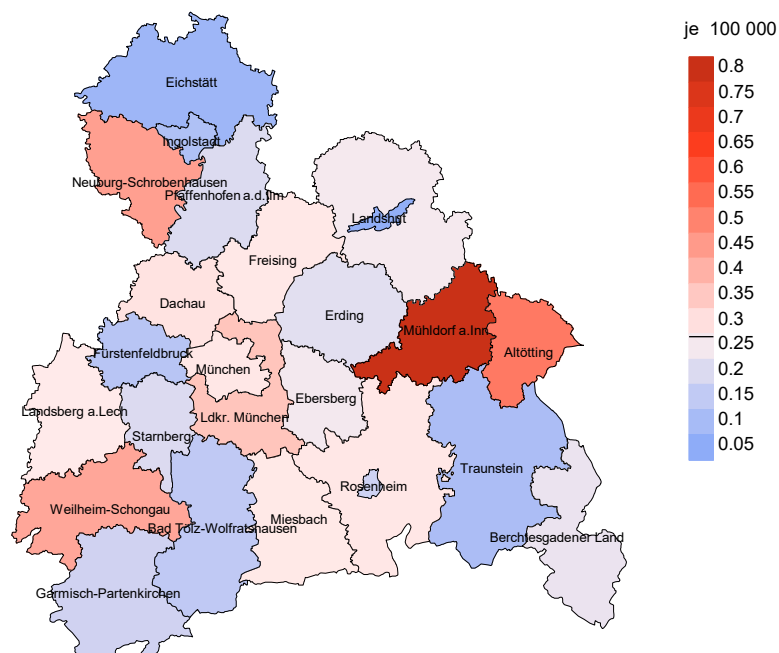 je 100 000
0.8
0.75
0.7
0.65
0.6
0.55
0.5
0.45
0.4
0.35
0.3
0.25
0.2
0.15
0.1
0.05
Eichstätt
Ingolstadt
Neuburg-Schrobenhausen
Pfaffenhofen a.d.Ilm
Landshut
Freising
Dachau
Erding
Mühldorf a.Inn
Altötting
Fürstenfeldbruck
München
Ebersberg
Landsberg a.Lech
Ldkr. München
Starnberg
Traunstein
Rosenheim
Weilheim-Schongau
Miesbach
Bad Tölz-Wolfratshausen
Berchtesgadener Land
Garmisch-Partenkirchen